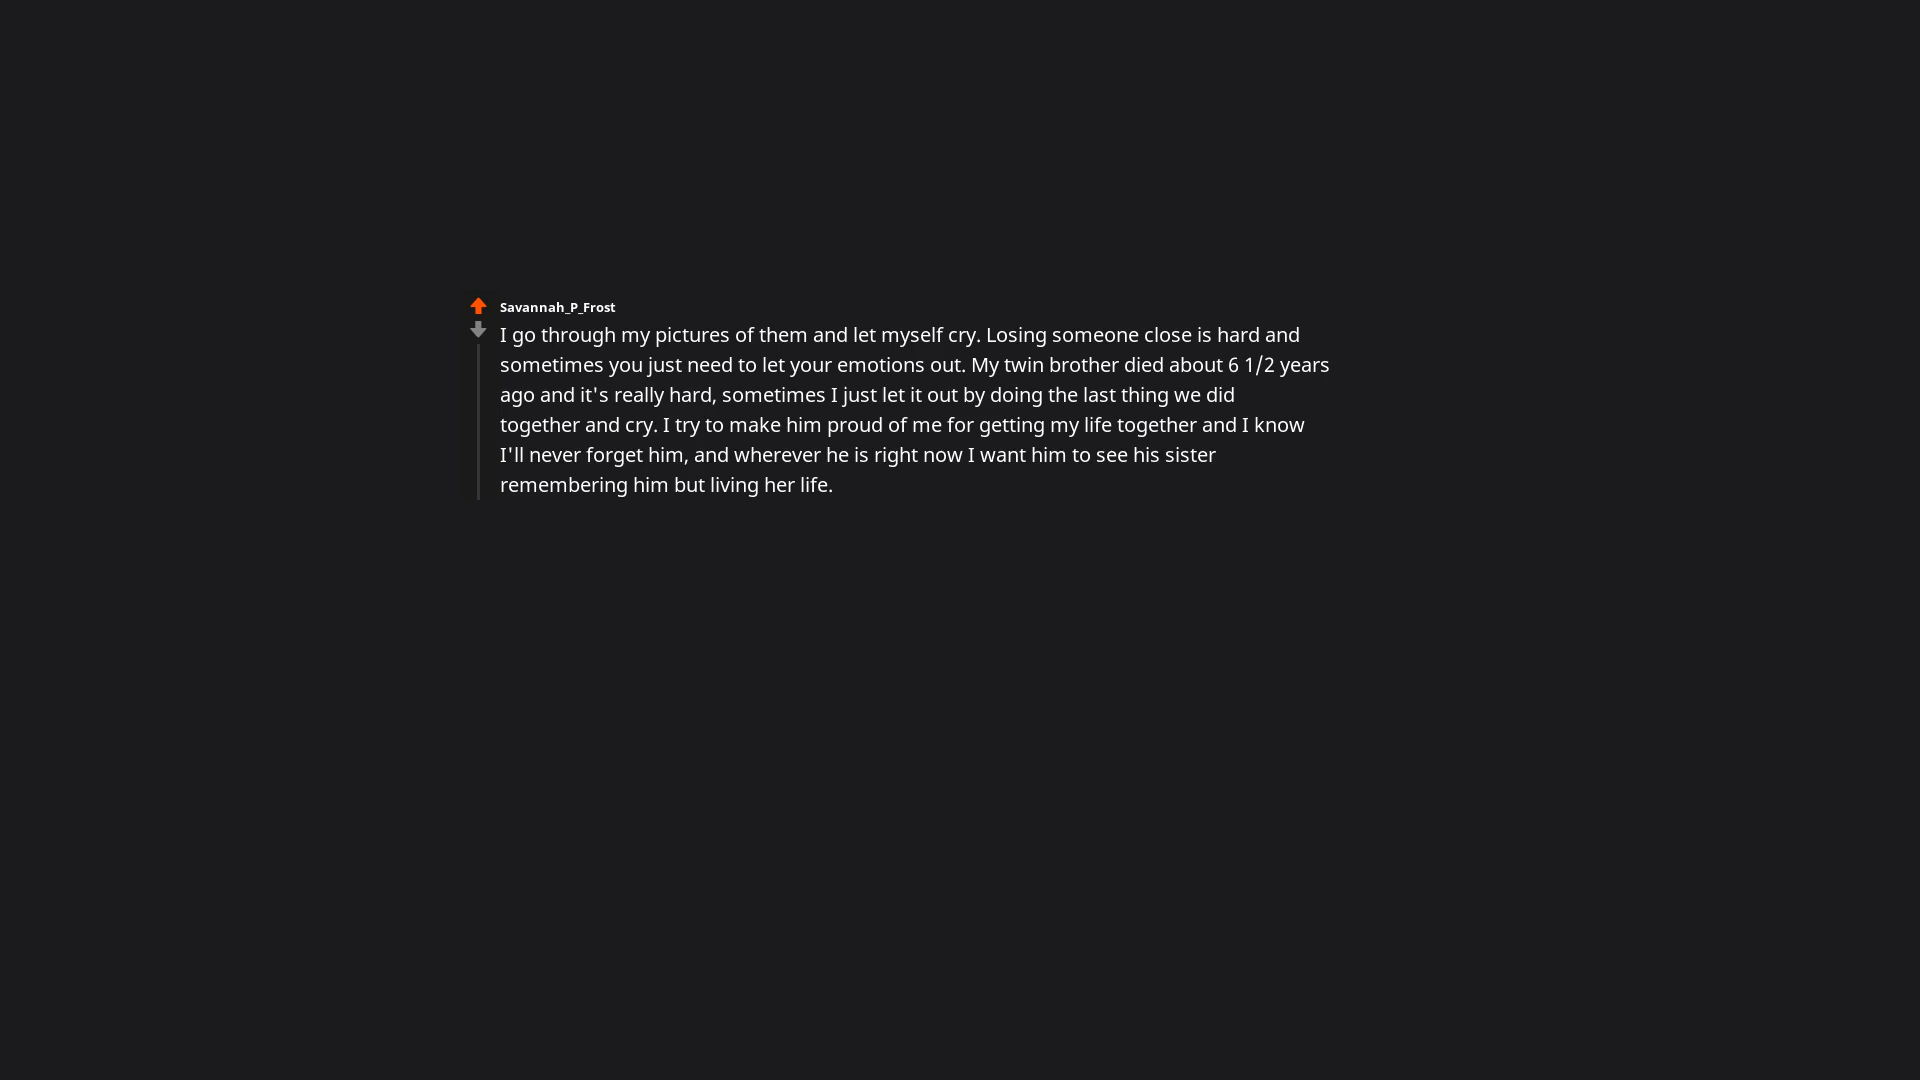 Savannah_P_Frost
I go through my pictures of them and let myself cry. Losing someone close is hard and
sometimes you just need to let your emotions out. My twin brother died about 6 1/2 years
ago and it's really hard, sometimes I just let it out by doing the last thing we did
together and cry. I try to make him proud of me for getting my life together and I know
I'll never forget him, and wherever he is right now I want him to see his sister
remembering him but living her life.